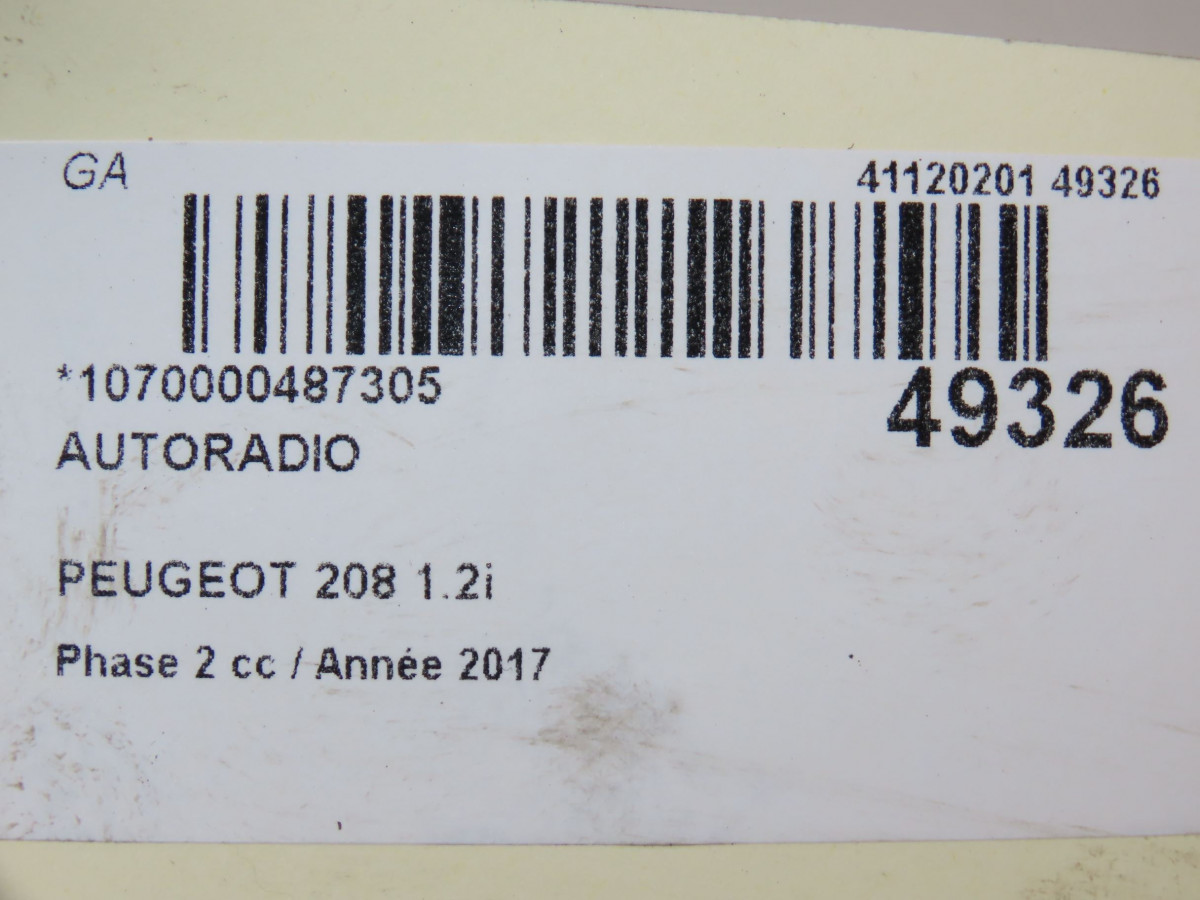 GA
41120201 49326
*1070000487305
49326
AUTORADIO
PEUGEOT 208 1.2i
Phase 2 cc / Année 2017